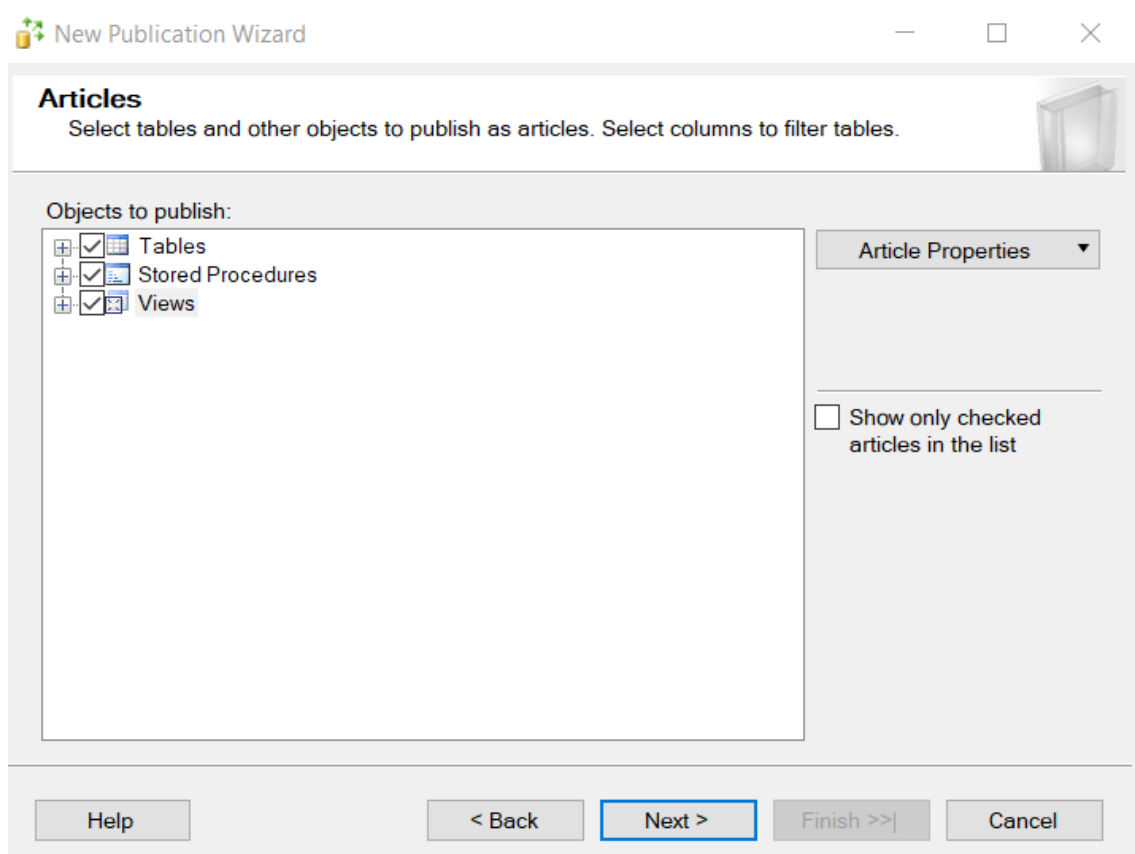 New Publication Wizard
Articles
Select tables and other objects to publish as articles. Select columns to filter tables.
Objects to publish:
Tables
Stored Procedures
Views
Article Properties
Show only checked
articles in the list
Help
< Back
Next >
Finish >>|
Cancel